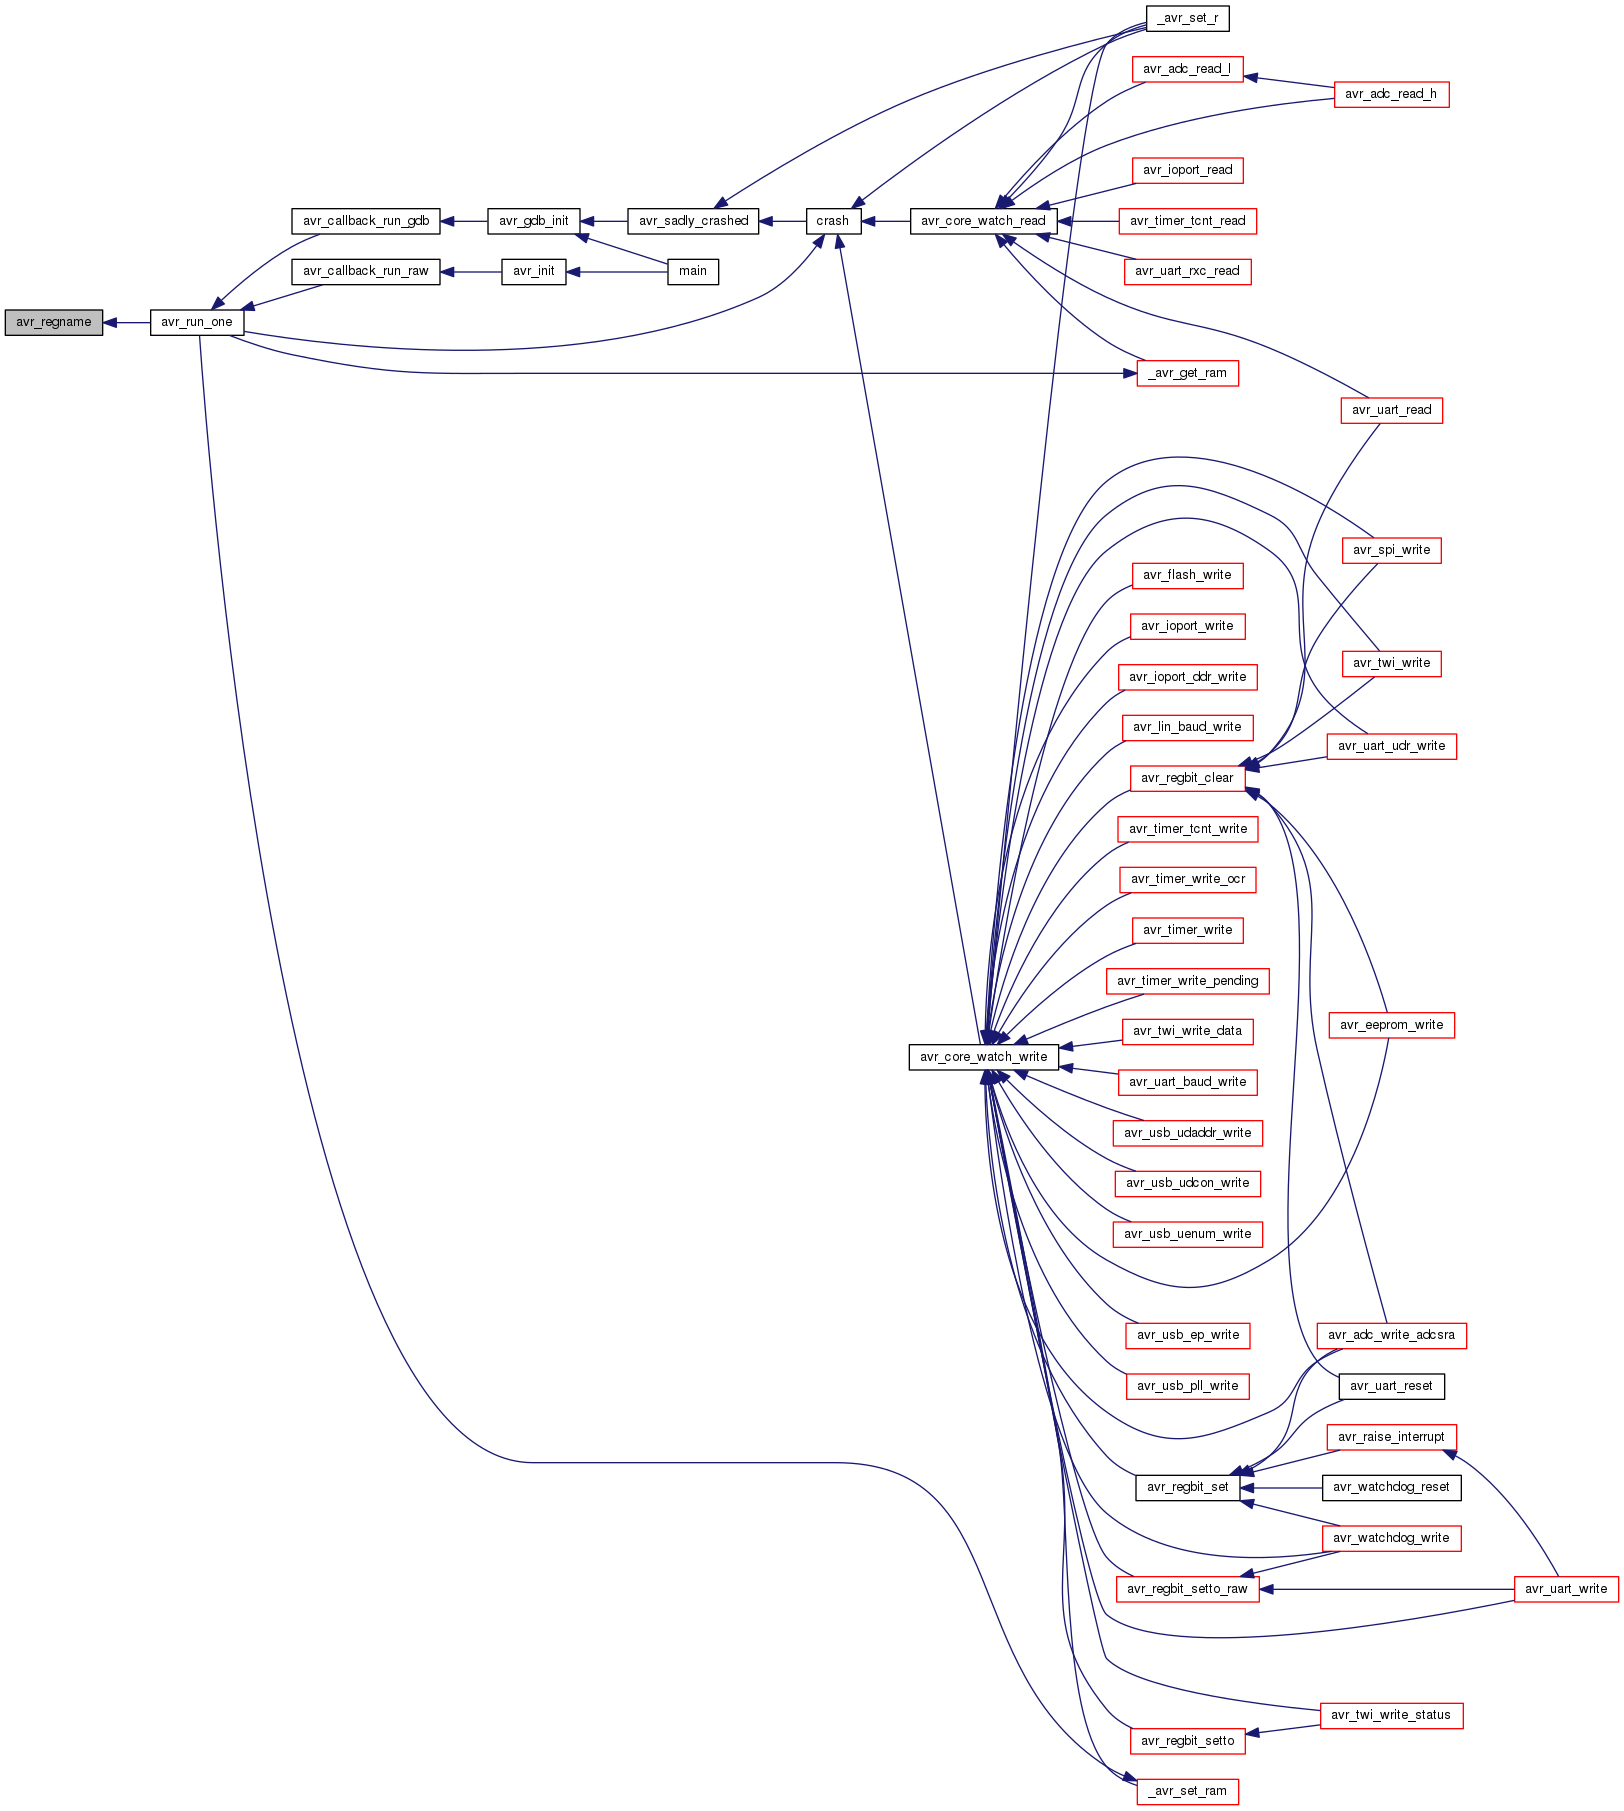 _avr_set_r
avr_adc_read_l
avr_adc_read_h
avr_ioport_read
avr_callback_run_gdb
avr_gdb_init
avr_sadly_crashed
crash
avr_core_watch_read
avr_timer_tcnt_read
avr_callback_run_raw
avr_init
main
avr_uart_rxc_read
avr_regname
avr_run_one
_avr_get_ram
avr_uart_read
avr_spi_write
avr_flash_write
avr_ioport_write
avr_twi_write
avr_ioport_ddr_write
avr_lin_baud_write
avr_uart_udr_write
avr_regbit_clear
avr_timer_tcnt_write
avr_timer_write_ocr
avr_timer_write
avr_timer_write_pending
avr_eeprom_write
avr_twi_write_data
avr_core_watch_write
avr_uart_baud_write
avr_usb_udaddr_write
avr_usb_udcon_write
avr_usb_uenum_write
avr_usb_ep_write
avr_adc_write_adcsra
avr_usb_pll_write
avr_uart_reset
avr_raise_interrupt
avr_regbit_set
avr_watchdog_reset
avr_watchdog_write
avr_regbit_setto_raw
avr_uart_write
avr_twi_write_status
avr_regbit_setto
_avr_set_ram